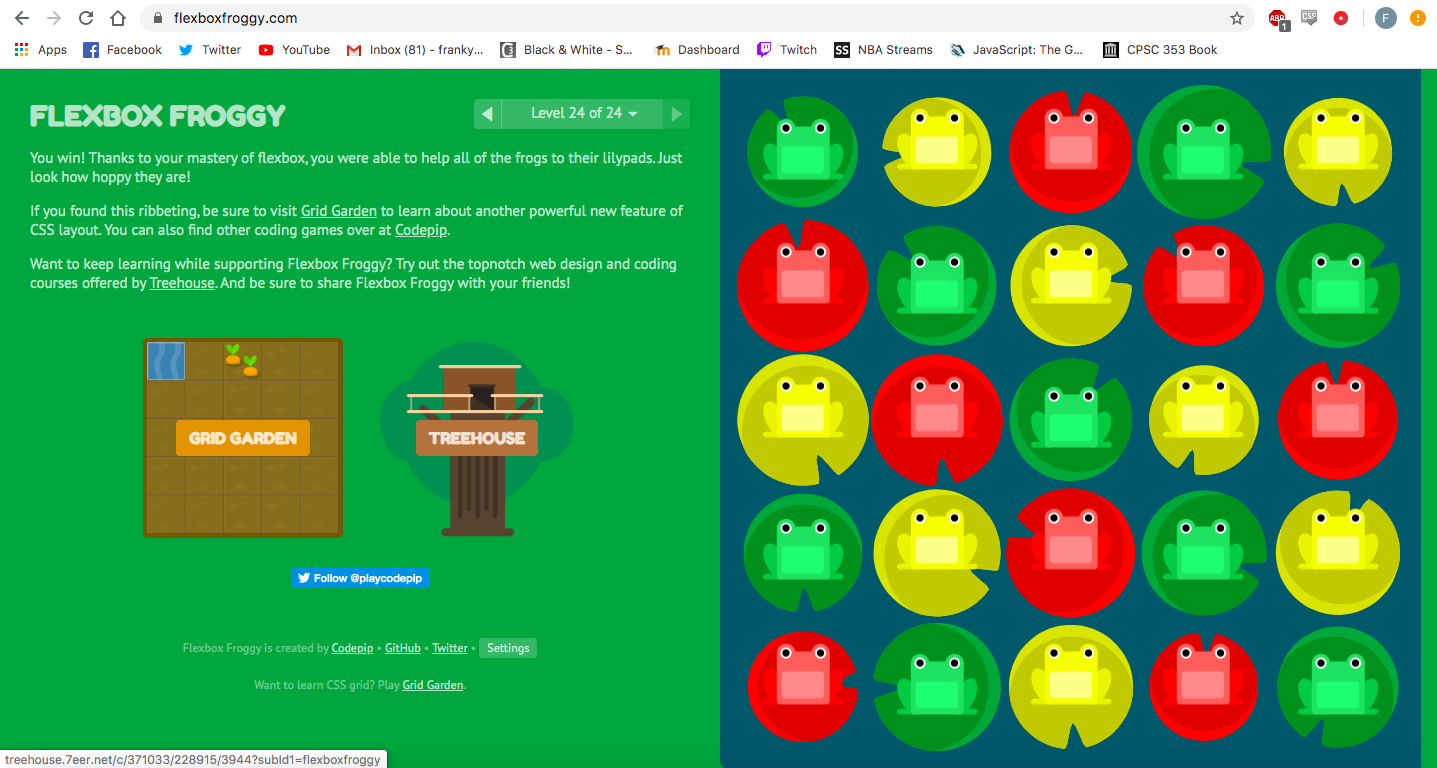 flexboxfroggy.com
ABP
1
CSS
F
Apps
Facebook
Twitter
YouTube
Inbox (81) - franky...
Black & White - S...
Dashboard
Twitch
SS
NBA Streams
JavaScript: The G...
CPSC 353 Book
FLEXBOX FROGGY
Level 24 of 24
You win! Thanks to your mastery of flexbox, you were able to help all of the frogs to their lilypads. Just
look how hoppy they are!
If you found this ribbeting, be sure to visit Grid Garden to learn about another powerful new feature of
CSS layout. You can also find other coding games over at Codepip.
Want to keep learning while supporting Flexbox Froggy? Try out the topnotch web design and coding
courses offered by Treehouse. And be sure to share Flexbox Froggy with your friends!
GRID GARDEN
TREEHOUSE
Follow @playcodepip
Flexbox Froggy is created by Codepip • GitHub • Twitter • Settings
Want to learn CSS grid? Play Grid Garden.
treehouse.7eer.net/c/371033/228915/3944?subId1=flexboxfroggy